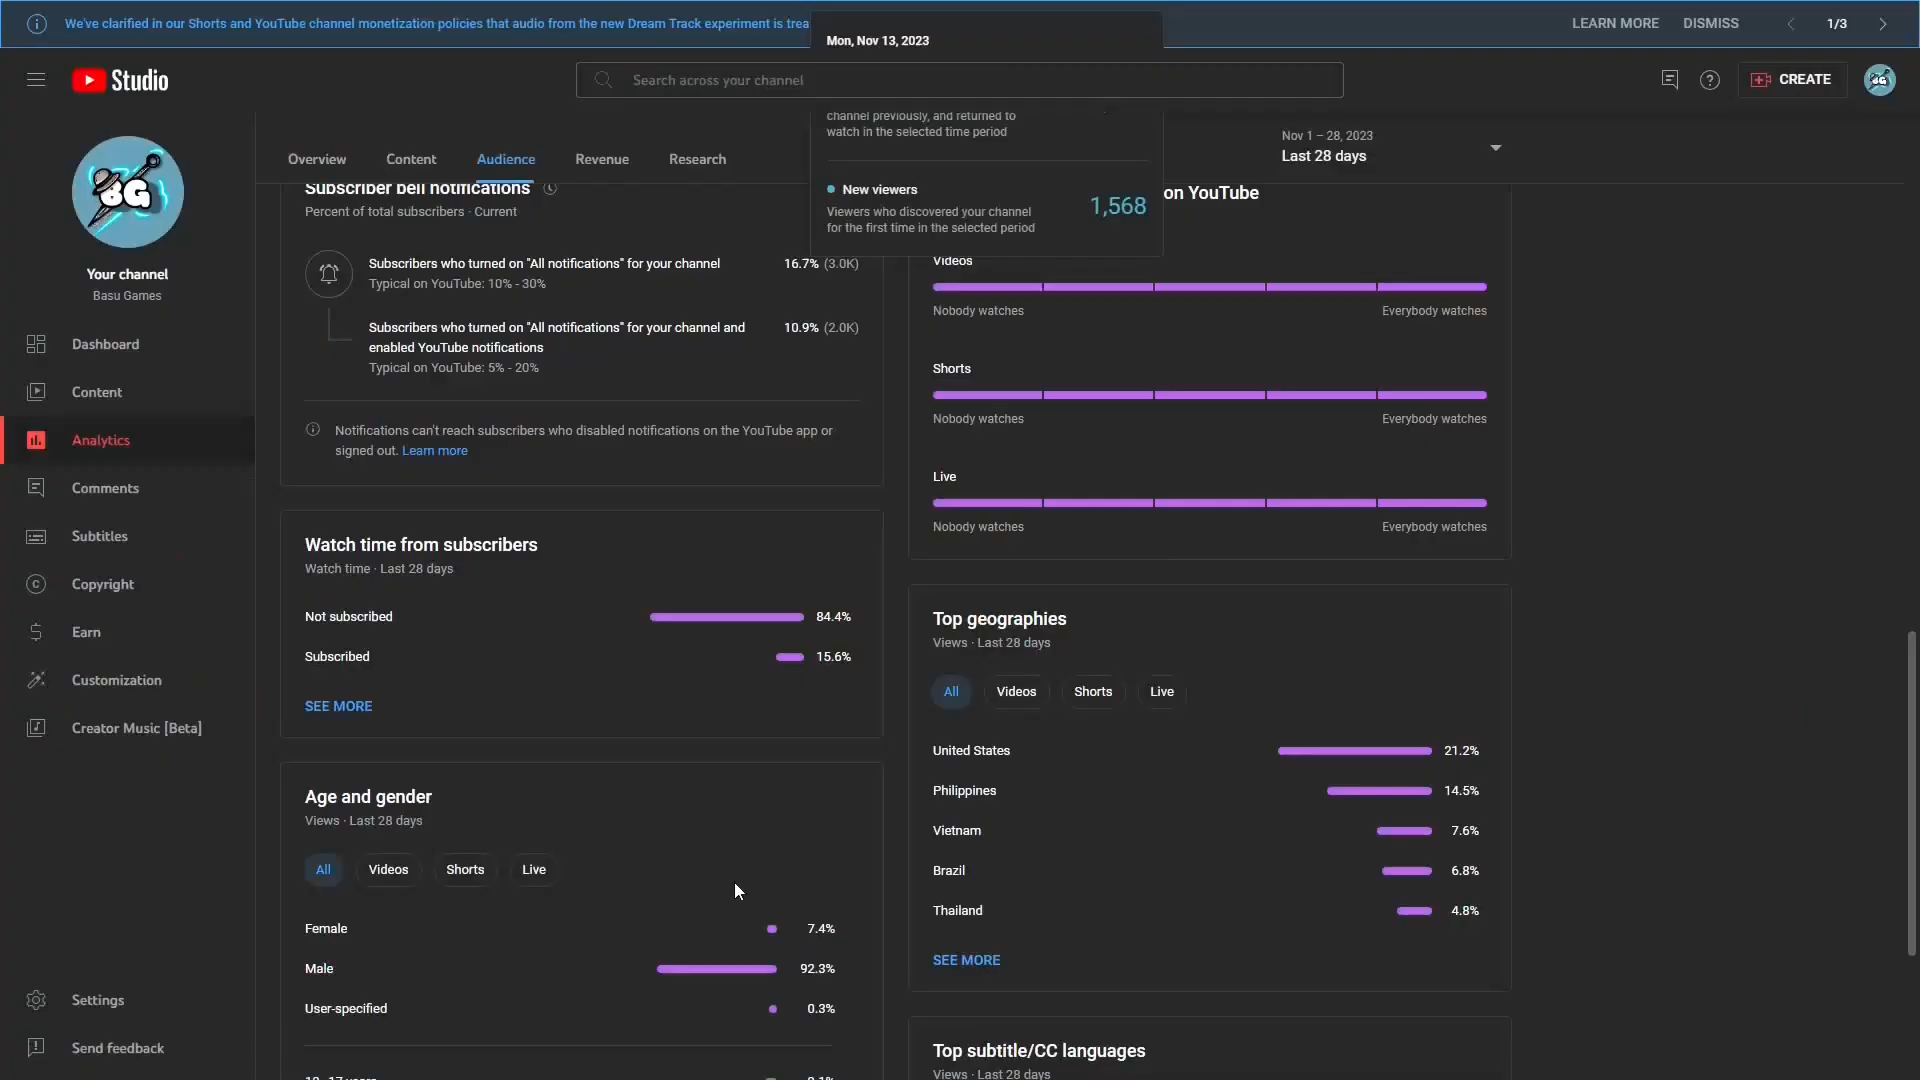 We've clarified in our Shorts and YouTube channel monetization policies that audio from the new Dream Track experiment is trea
LEARN MORE
DISMISS
1/3
Mon, Nov 13, 2023
Studio
Search across your channel
CREATE
channel previously, and returned to
watch in the selected time period
New viewers
Viewers who discovered your channel
for the first time in the selected period
1,568
Nov 1 – 28, 2023
Last 28 days
Overview
Content
Audience
Revenue
Research
8G
Your channel
Basu Games
Dashboard
Content
Analytics
Comments
Subtitles
Copyright
Earn
Customization
Creator Music [Beta]
Settings
Send feedback
Subscriber bell notifications
Percent of total subscribers · Current
Subscribers who turned on "All notifications" for your channel
16.7% (3.0K)
Typical on YouTube: 10% - 30%
Subscribers who turned on "All notifications" for your channel and
enabled YouTube notifications
10.9% (2.0K)
Typical on YouTube: 5% - 20%
Notifications can't reach subscribers who disabled notifications on the YouTube app or
signed out. Learn more
Watch time from subscribers
Watch time · Last 28 days
Not subscribed 84.4%
Subscribed 15.6%
SEE MORE
Age and gender
Views · Last 28 days
All Videos Shorts Live
Female 7.4%
Male 92.3%
User-specified 0.3%
on YouTube
Videos
Nobody watches Everybody watches
Shorts
Nobody watches Everybody watches
Live
Nobody watches Everybody watches
Top geographies
Views · Last 28 days
All Videos Shorts Live
United States 21.2%
Philippines 14.5%
Vietnam 7.6%
Brazil 6.8%
Thailand 4.8%
SEE MORE
Top subtitle/CC languages
Views · Last 28 days